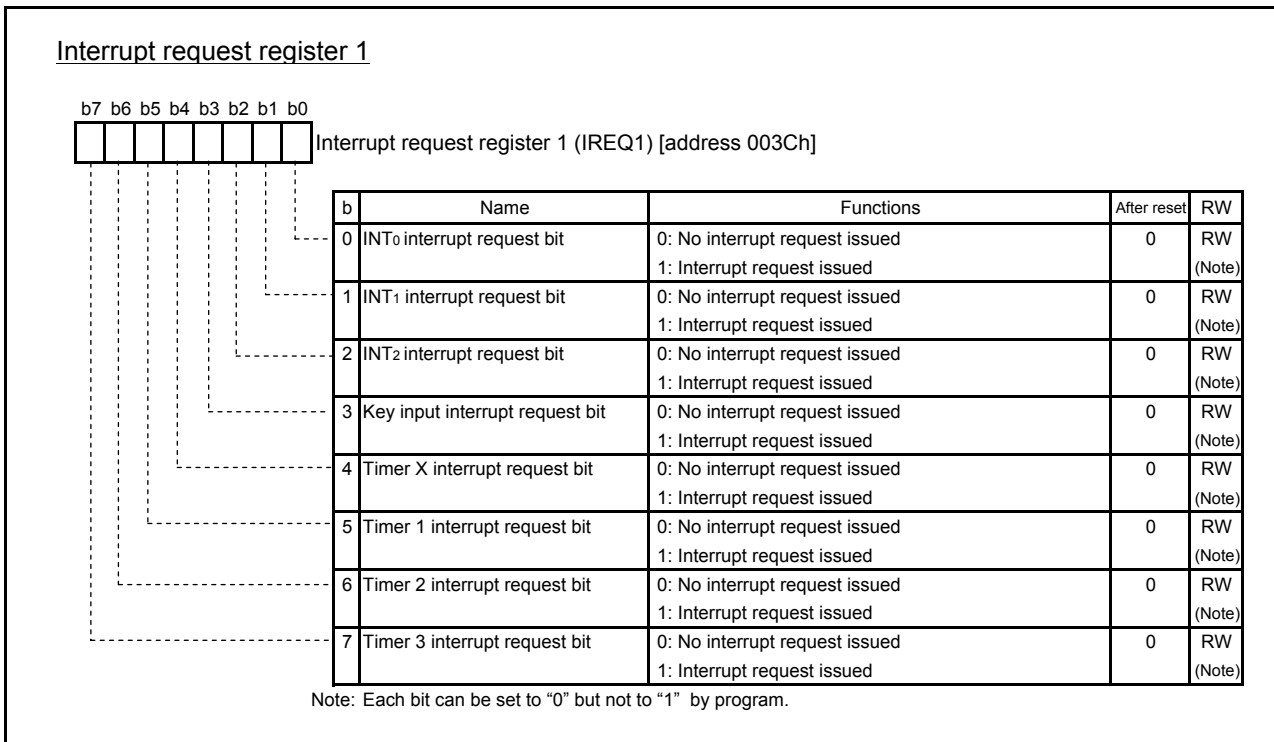 Interrupt request register 1
b7 b6 b5 b4 b3 b2 b1 b0
Interrupt request register 1 (IREQ1) [address 003Ch]
b Name Functions After reset RW
0 INT0 interrupt request bit 0: No interrupt request issued 0 RW
1: Interrupt request issued (Note)
1 INT1 interrupt request bit 0: No interrupt request issued 0 RW
1: Interrupt request issued (Note)
2 INT2 interrupt request bit 0: No interrupt request issued 0 RW
1: Interrupt request issued (Note)
3 Key input interrupt request bit 0: No interrupt request issued 0 RW
1: Interrupt request issued (Note)
4 Timer X interrupt request bit 0: No interrupt request issued 0 RW
1: Interrupt request issued (Note)
5 Timer 1 interrupt request bit 0: No interrupt request issued 0 RW
1: Interrupt request issued (Note)
6 Timer 2 interrupt request bit 0: No interrupt request issued 0 RW
1: Interrupt request issued (Note)
7 Timer 3 interrupt request bit 0: No interrupt request issued 0 RW
1: Interrupt request issued (Note)
Note: Each bit can be set to “0” but not to “1” by program.